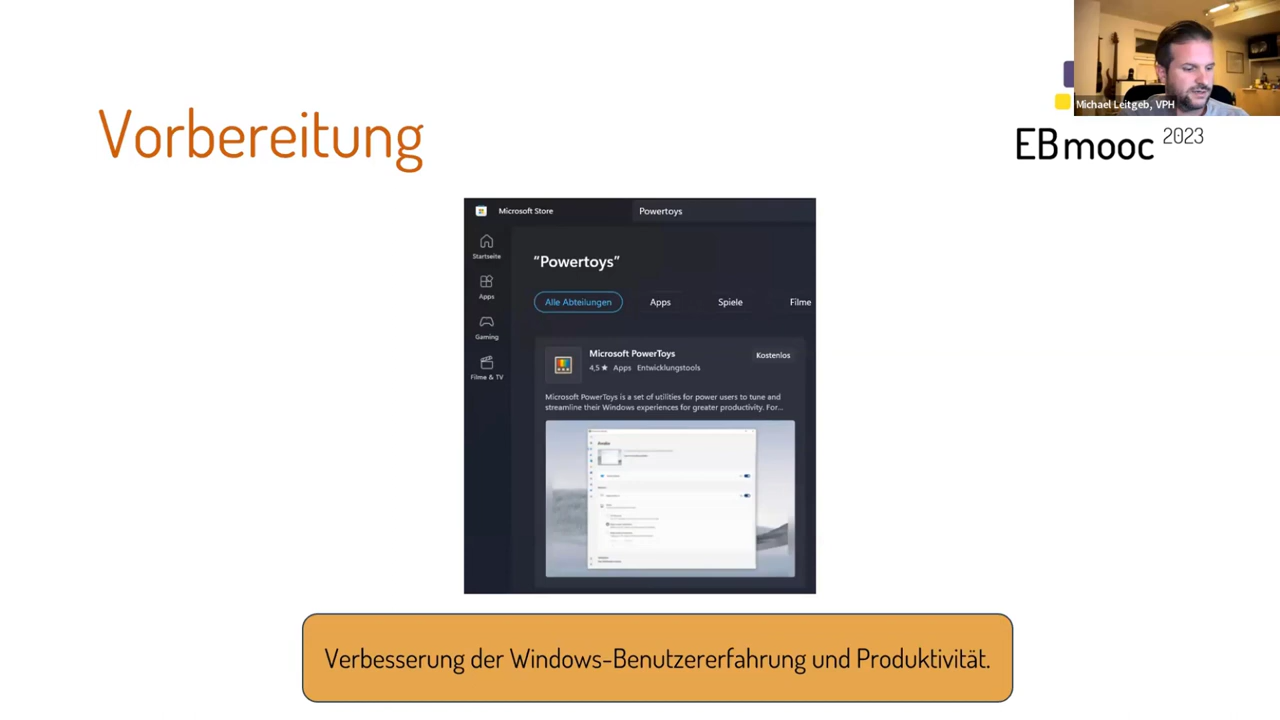 Michael Leitgeb, VPH
Vorbereitung
EBmooc 2023
Microsoft Store
Powertoys
Startseite
Apps
Gaming
Filme & TV
“Powertoys”
Alle Abteilungen
Apps
Spiele
Filme
Microsoft PowerToys
4,5★ Apps Entwicklungstools
Kostenlos
Microsoft PowerToys is a set of utilities for power users to tune and
streamline their Windows experiences for greater productivity. For...
Verbesserung der Windows-Benutzererfahrung und Produktivität.